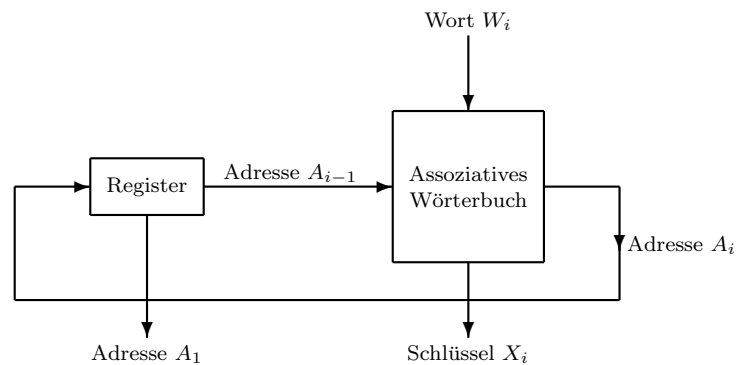 Wort W_i
Adresse A_{i−1}
Register
Assoziatives
Wörterbuch
Adresse A_i
Adresse A_1
Schlüssel X_i